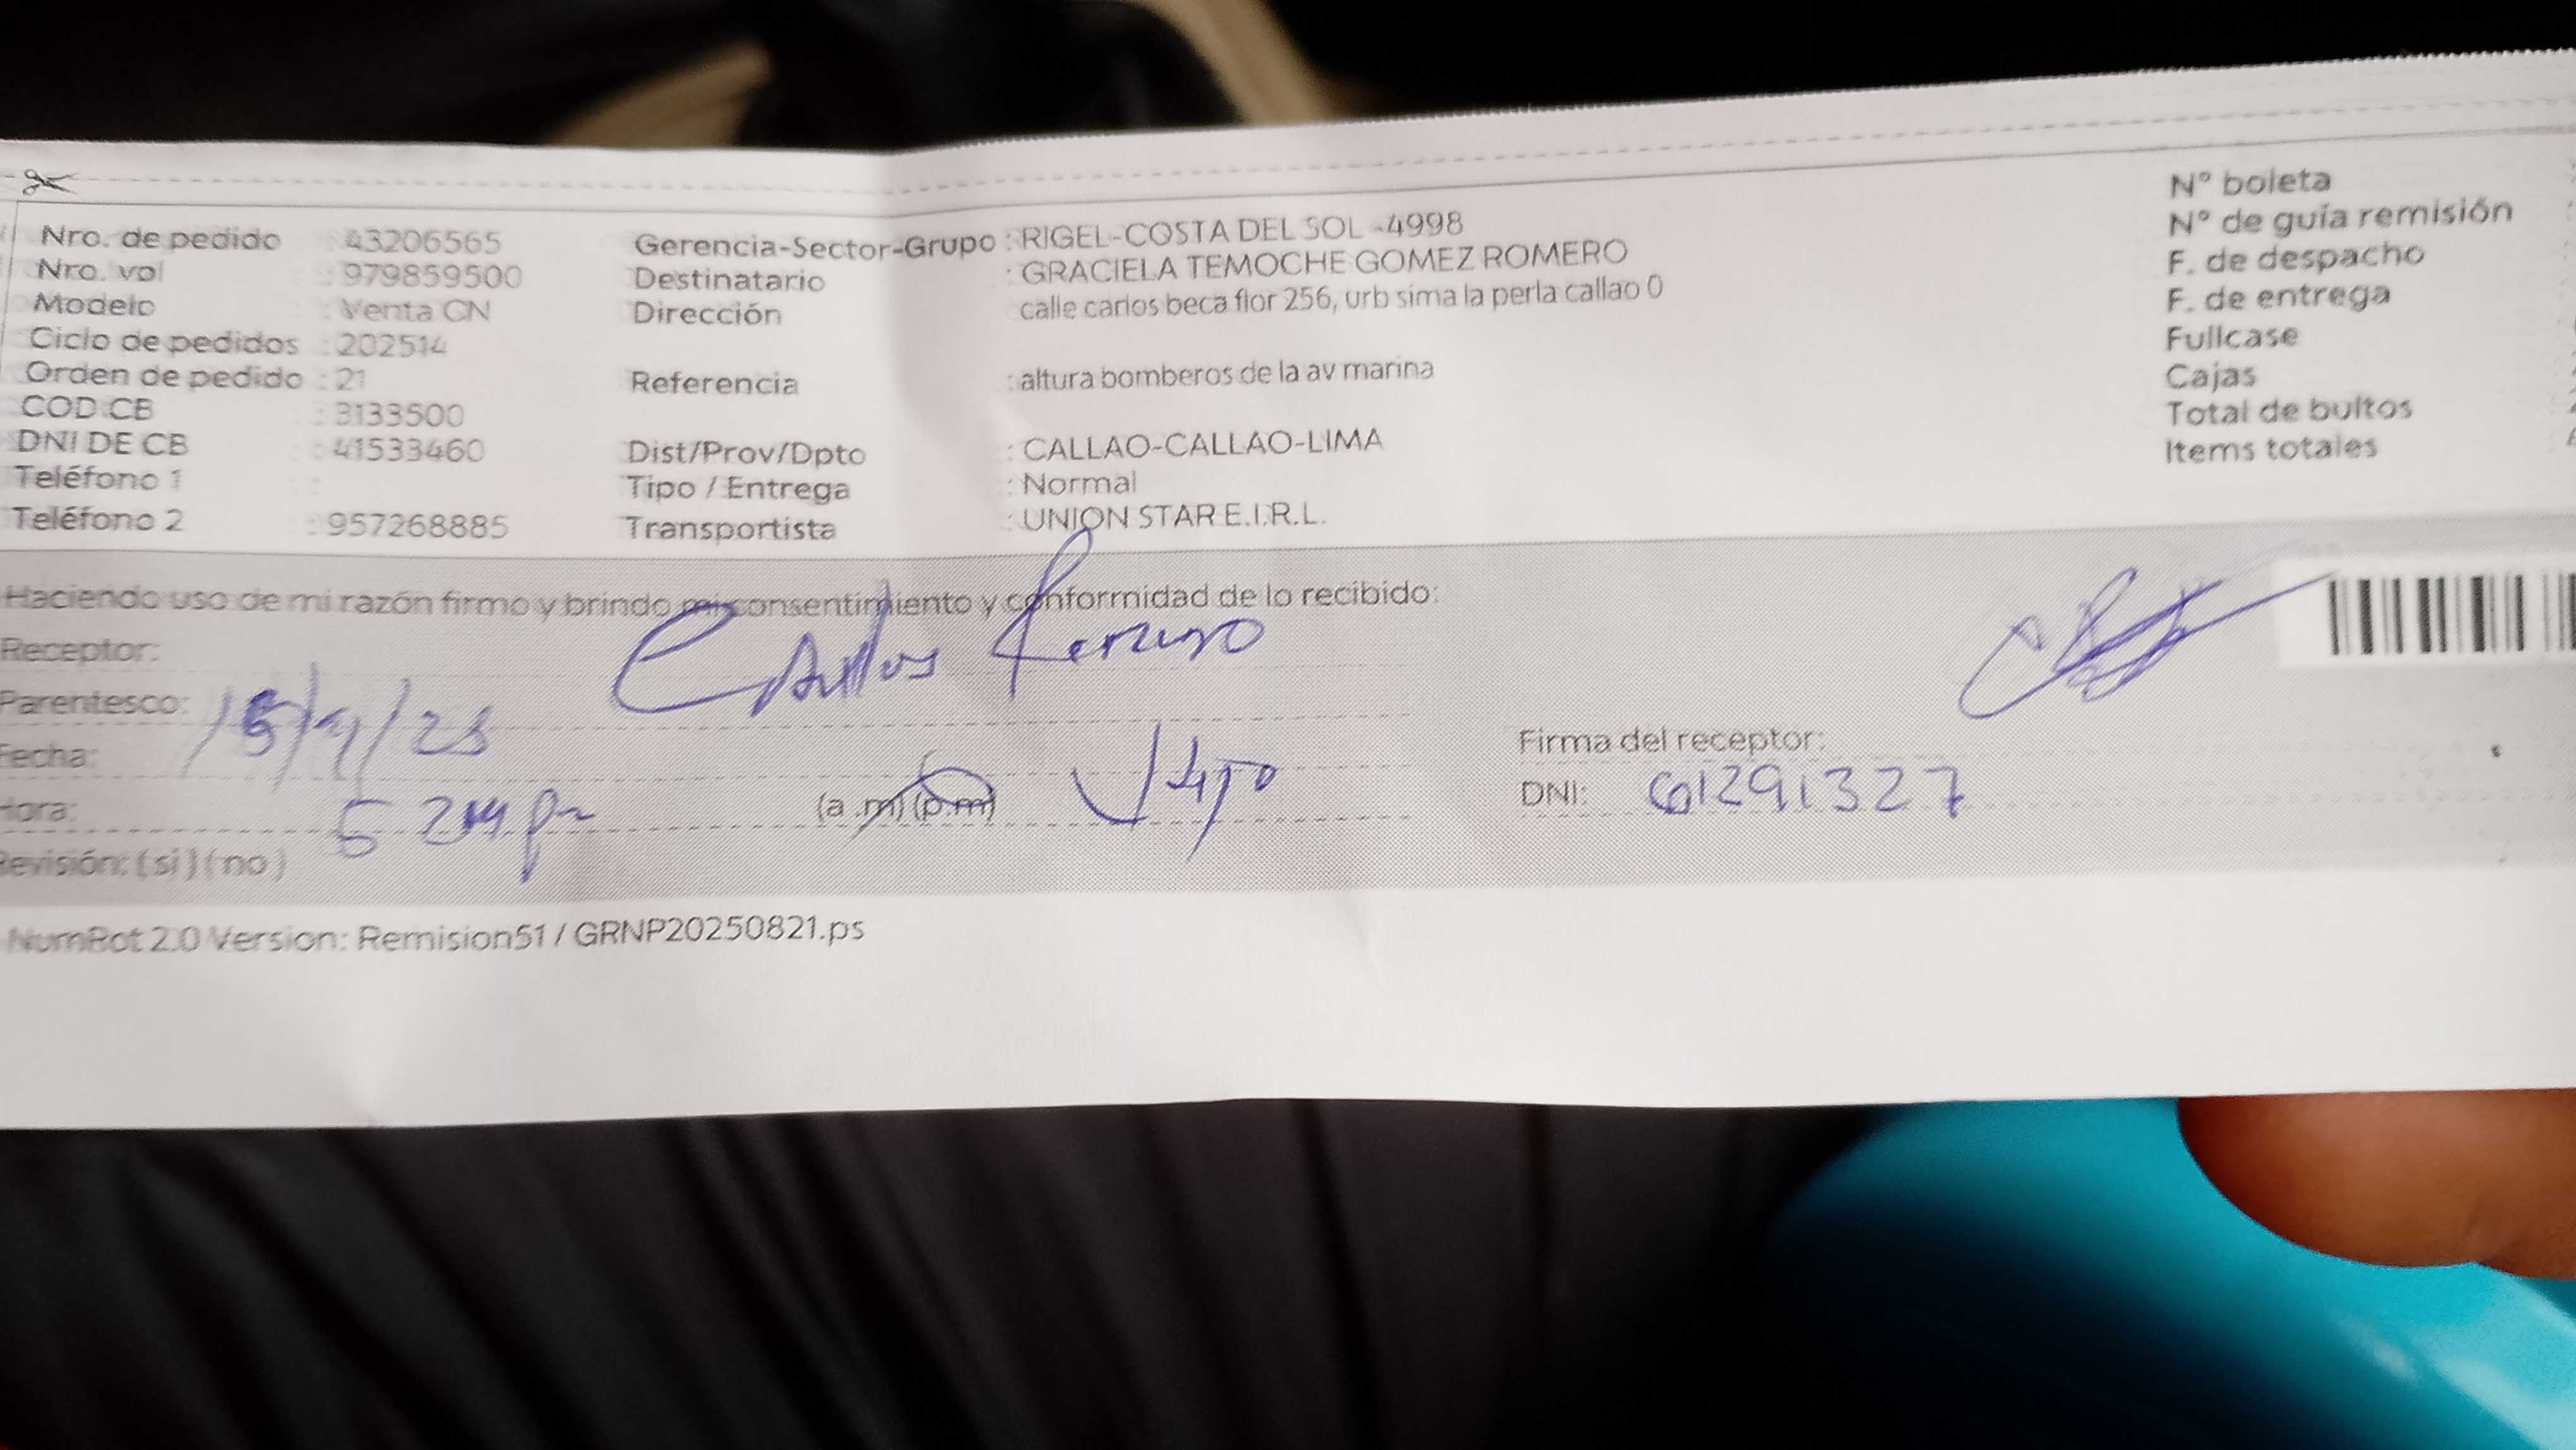 Nro. de pedido : 43206565 Gerencia-Sector-Grupo : RIGEL-COSTA DEL SOL -4998 N° boleta
Nro. vol : 979859500 Destinatario : GRACIELA TEMOCHE GOMEZ ROMERO N° de guía remisión
Modelo : Venta CN Dirección calle carlos beca flor 256, urb sima la perla callao 0 F. de despacho
Ciclo de pedidos : 202514 F. de entrega
Orden de pedido : 21 Referencia : altura bomberos de la av marina Fullcase
COD CB : 3133500 Cajas
DNI DE CB : 41533460 Dist/Prov/Dpto : CALLAO-CALLAO-LIMA Total de bultos
Teléfono 1 : Tipo / Entrega : Normal Items totales
Teléfono 2 : 957268885 Transportista : UNION STAR E.I.R.L.
Haciendo uso de mi razón firmo y brindo mi consentimiento y conformidad de lo recibido:
Receptor: Carlos
Parentesco:
Fecha: Firma del receptor:
Hora: (a.m) (p.m) DNI: 61291327
Revisión: (si) (no)
NumRot 2.0 Version: Remision51 / GRNP20250821.ps